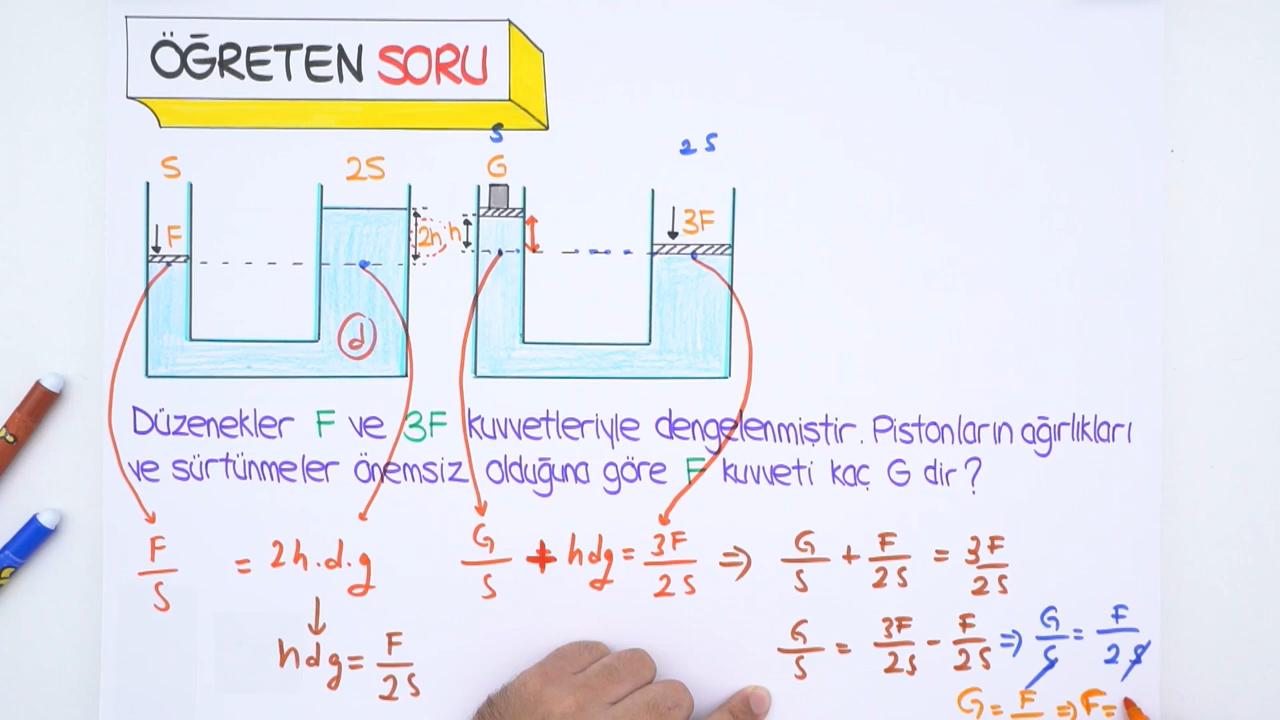 ÖĞRETEN SORU
S 2S S G 2S
F 2h h 3F
d
Düzenekler F ve 3F kuvvetleriyle dengelenmiştir. Pistonların ağırlıkları
ve sürtünmeler önemsiz olduğuna göre F kuvveti kaç G dir?
F/S = 2h.d.g
hdg = F/2S
G/S + hdg = 3F/2S ⇒ G/S + F/2S = 3F/2S
G/S = 3F/2S - F/2S ⇒ G/S = F/2S
G = F ⇒ F =